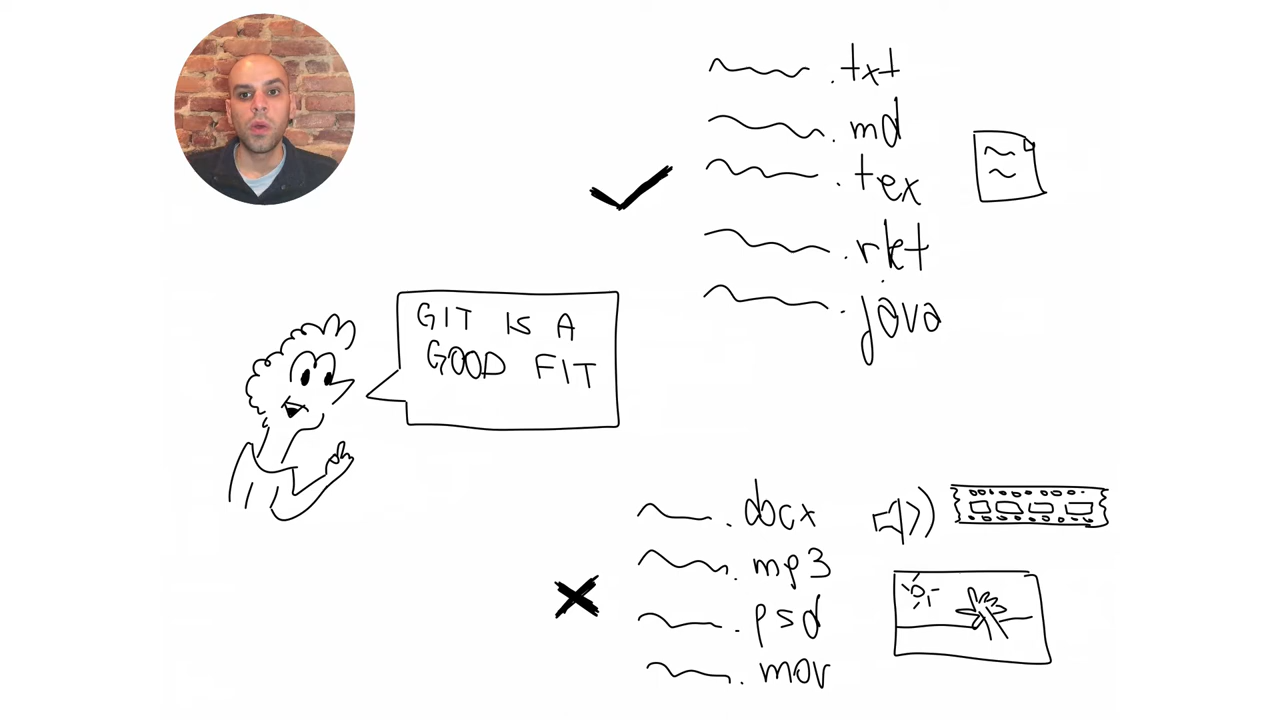 .txt
.md
.tex
.rkt
.java
GIT IS A
GOOD FIT
.docx
.mp3
.psd
.mov